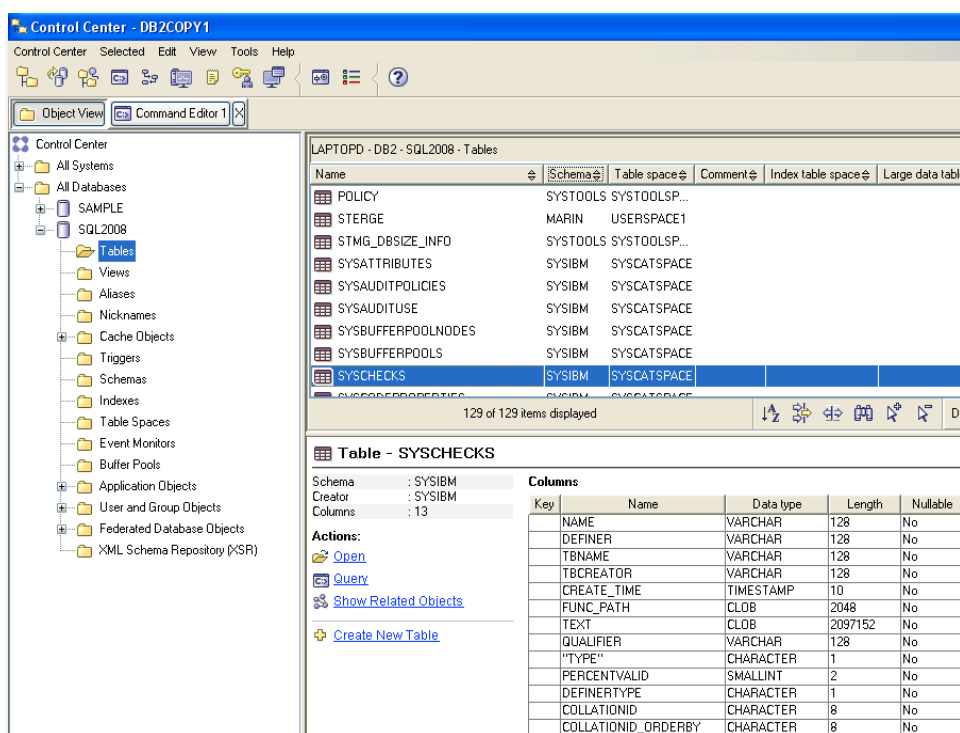 Control Center - DB2COPY1
Control Center Selected Edit View Tools Help
Object View Command Editor 1 X
Control Center
All Systems
All Databases
SAMPLE
SQL2008
Tables
Views
Aliases
Nicknames
Cache Objects
Triggers
Schemas
Indexes
Table Spaces
Event Monitors
Buffer Pools
Application Objects
User and Group Objects
Federated Database Objects
XML Schema Repository (XSR)
LAPTOPD - DB2 - SQL2008 - Tables
Name Schema Table space Comment Index table space Large data tabl
POLICY SYSTOOLS SYSTOOLSP...
STERGE MARIN USERSPACE1
STMG_DBSIZE_INFO SYSTOOLS SYSTOOLSP...
SYSATTRIBUTES SYSIBM SYSCATSPACE
SYSAUDITPOLICIES SYSIBM SYSCATSPACE
SYSAUDITUSE SYSIBM SYSCATSPACE
SYSBUFFERPOOLNODES SYSIBM SYSCATSPACE
SYSBUFFERPOOLS SYSIBM SYSCATSPACE
SYSCHECKS SYSIBM SYSCATSPACE
SYSCODEPROPERTIES SYSIBM SYSCATSPACE
129 of 129 items displayed D
Table - SYSCHECKS
Schema : SYSIBM
Creator : SYSIBM
Columns : 13
Actions:
Open
Query
Show Related Objects
Create New Table
Columns
Key Name Data type Length Nullable
NAME VARCHAR 128 No
DEFINER VARCHAR 128 No
TBNAME VARCHAR 128 No
TBCREATOR VARCHAR 128 No
CREATE_TIME TIMESTAMP 10 No
FUNC_PATH CLOB 2048 No
TEXT CLOB 2097152 No
QUALIFIER VARCHAR 128 No
"TYPE" CHARACTER 1 No
PERCENTVALID SMALLINT 2 No
DEFINERTYPE CHARACTER 1 No
COLLATIONID CHARACTER 8 No
COLLATIONID_ORDERBY CHARACTER 8 No